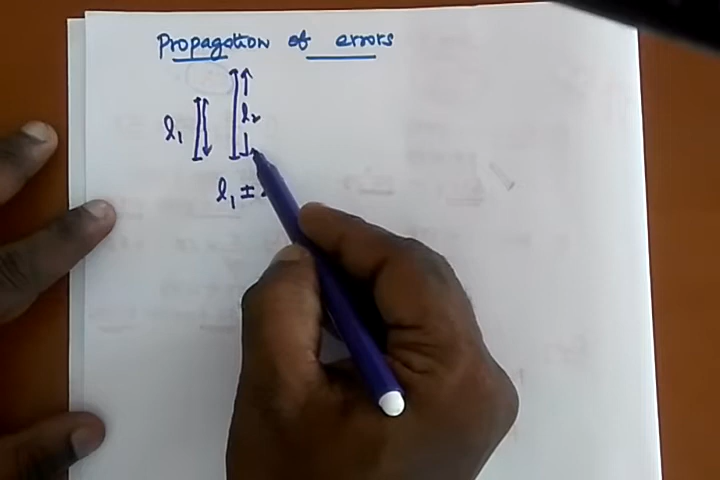 Propagation of errors
l₁ l₂
l₁ ±